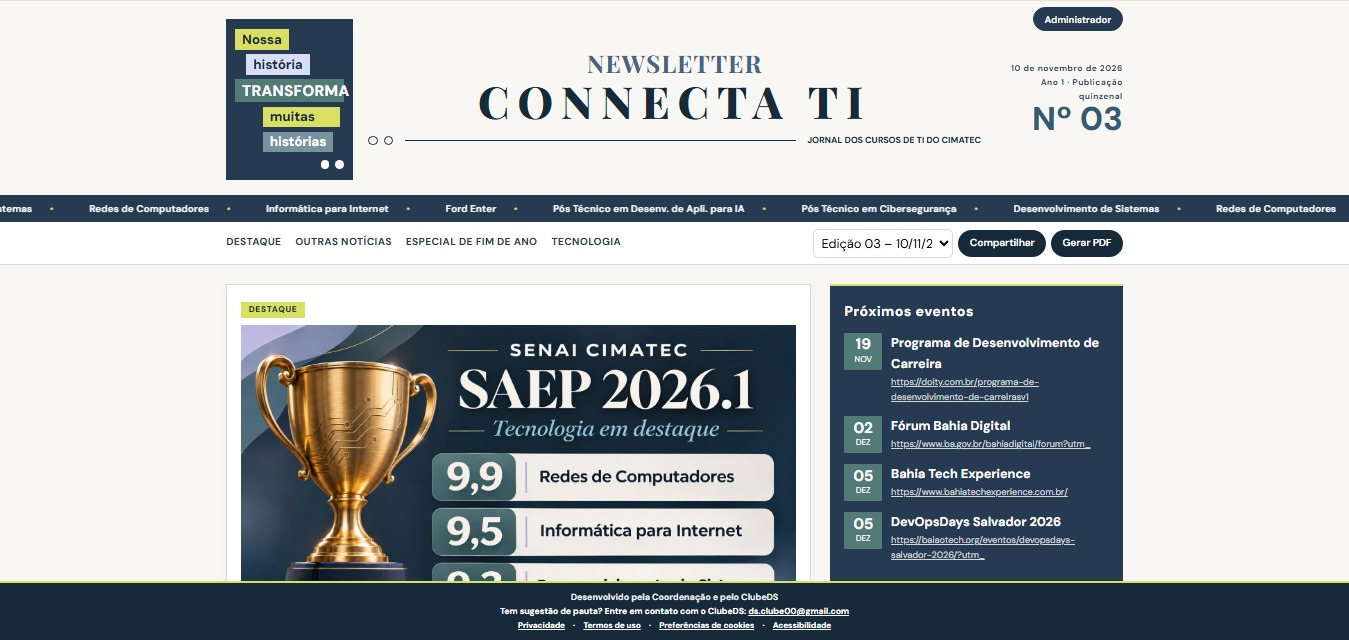 Administrador
Nossa
história
TRANSFORMA
muitas
histórias
NEWSLETTER
CONNECTA TI
JORNAL DOS CURSOS DE TI DO CIMATEC
10 de novembro de 2026
Ano 1 · Publicação
quinzenal
Nº 03
stemas • Redes de Computadores • Informática para Internet • Ford Enter • Pós Técnico em Desenv. de Apli. para IA • Pós Técnico em Cibersegurança • Desenvolvimento de Sistemas • Redes de Computadores
DESTAQUE OUTRAS NOTÍCIAS ESPECIAL DE FIM DE ANO TECNOLOGIA
Edição 03 – 10/11/2 Compartilhar Gerar PDF
DESTAQUE
SENAI CIMATEC
SAEP 2026.1
Tecnologia em destaque
9,9 Redes de Computadores
9,5 Informática para Internet
Próximos eventos
19 NOV
Programa de Desenvolvimento de
Carreira
https://doity.com.br/programa-de-
desenvolvimento-de-carreirasv1
02 DEZ
Fórum Bahia Digital
https://www.ba.gov.br/bahiadigital/forum?utm_
05 DEZ
Bahia Tech Experience
https://www.bahiatechexperience.com.br/
05 DEZ
DevOpsDays Salvador 2026
https://baiaotech.org/eventos/devopsdays-
salvador-2026/?utm_
Desenvolvido pela Coordenação e pelo ClubeDS
Tem sugestão de pauta? Entre em contato com o ClubeDS: ds.clube00@gmail.com
Privacidade · Termos de uso · Preferências de cookies · Acessibilidade